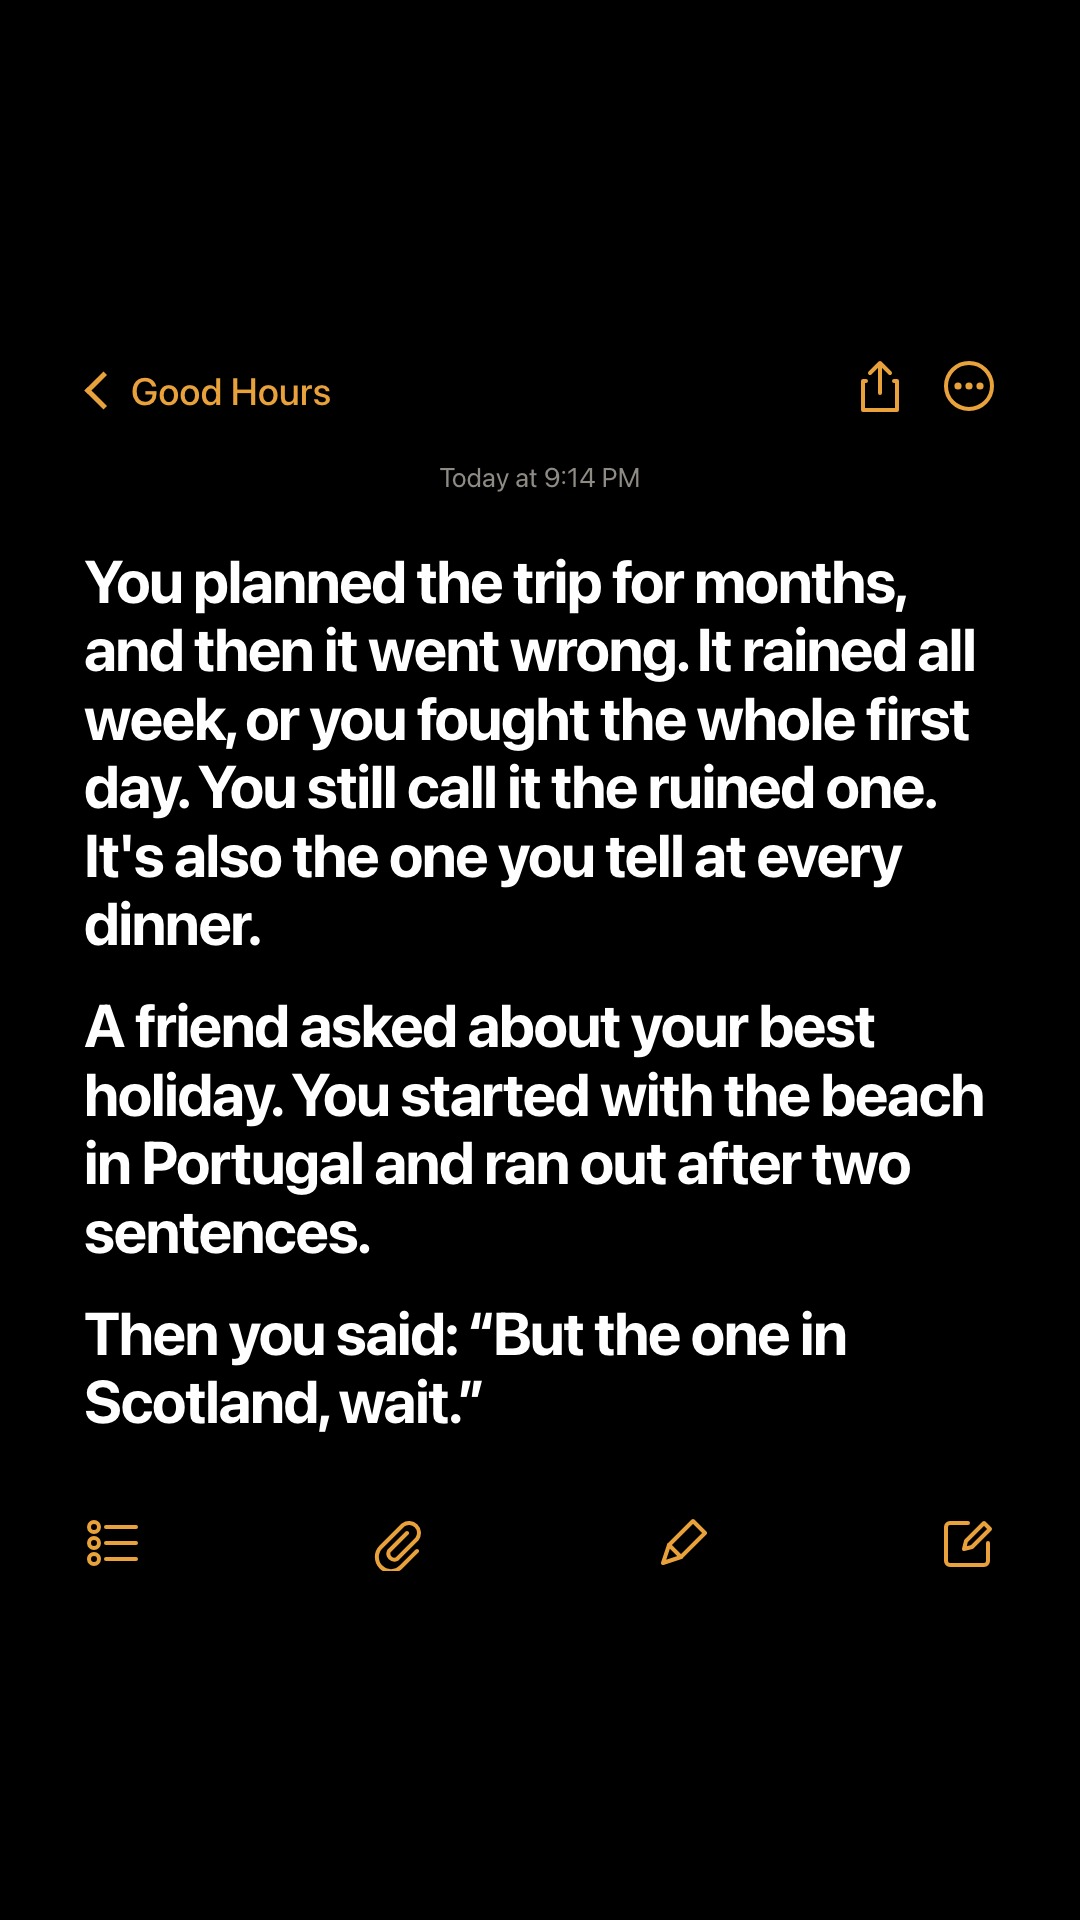 Good Hours
Today at 9:14 PM
You planned the trip for months,
and then it went wrong. It rained all
week, or you fought the whole first
day. You still call it the ruined one.
It's also the one you tell at every
dinner.
A friend asked about your best
holiday. You started with the beach
in Portugal and ran out after two
sentences.
Then you said: “But the one in
Scotland, wait.”